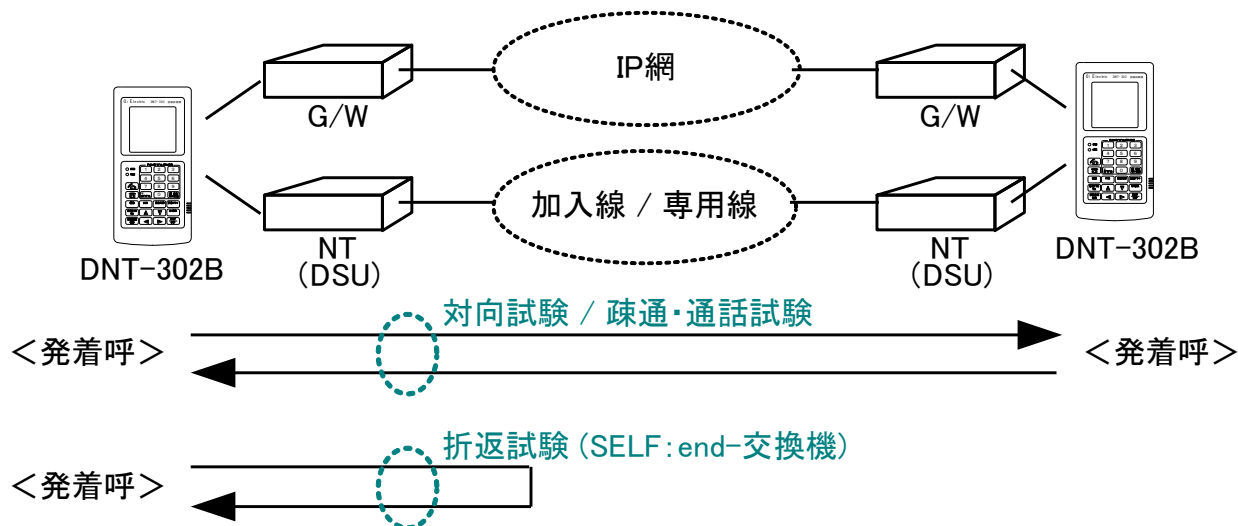 IP網
G/W
G/W
加入線 / 専用線
NT
(DSU)
NT
(DSU)
DNT-302B
DNT-302B
対向試験 / 疎通・通話試験
<発着呼>
<発着呼>
折返試験(SELF:end-交換機)
<発着呼>